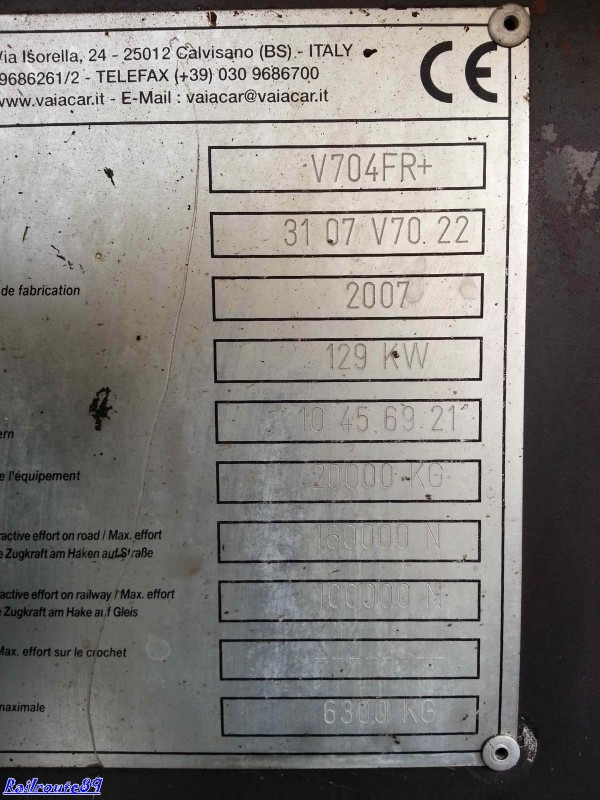 Via Isorella, 24 - 25012 Calvisano (BS) - ITALY
9686261/2 - TELEFAX (+39) 030 9686700
www.vaiacar.it - E-Mail : vaiacar@vaiacar.it
CE
V704FR+
31 07 V70.22
de fabrication
2007
129 KW
10.45.69.21
ern
e l'équipement
20000 KG
ractive effort on road / Max. effort
e Zugkraft am Haken auf Straße
160000 N
ractive effort on railway / Max. effort
e Zugkraft am Hake auf Gleis
100000 N
Max. effort sur le crochet
--------
maximale
6300 KG
Railroute89